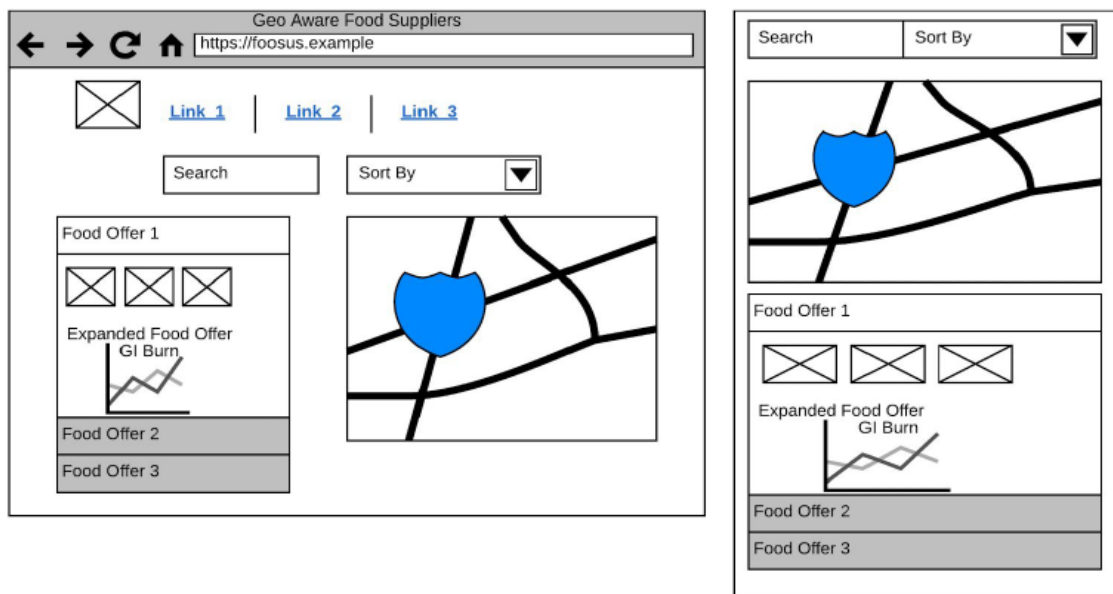 Geo Aware Food Suppliers
https://foosus.example
Link 1
Link 2
Link 3
Search
Sort By
Food Offer 1
Expanded Food Offer
GI Burn
Food Offer 2
Food Offer 3
Search
Sort By
Food Offer 1
Expanded Food Offer
GI Burn
Food Offer 2
Food Offer 3